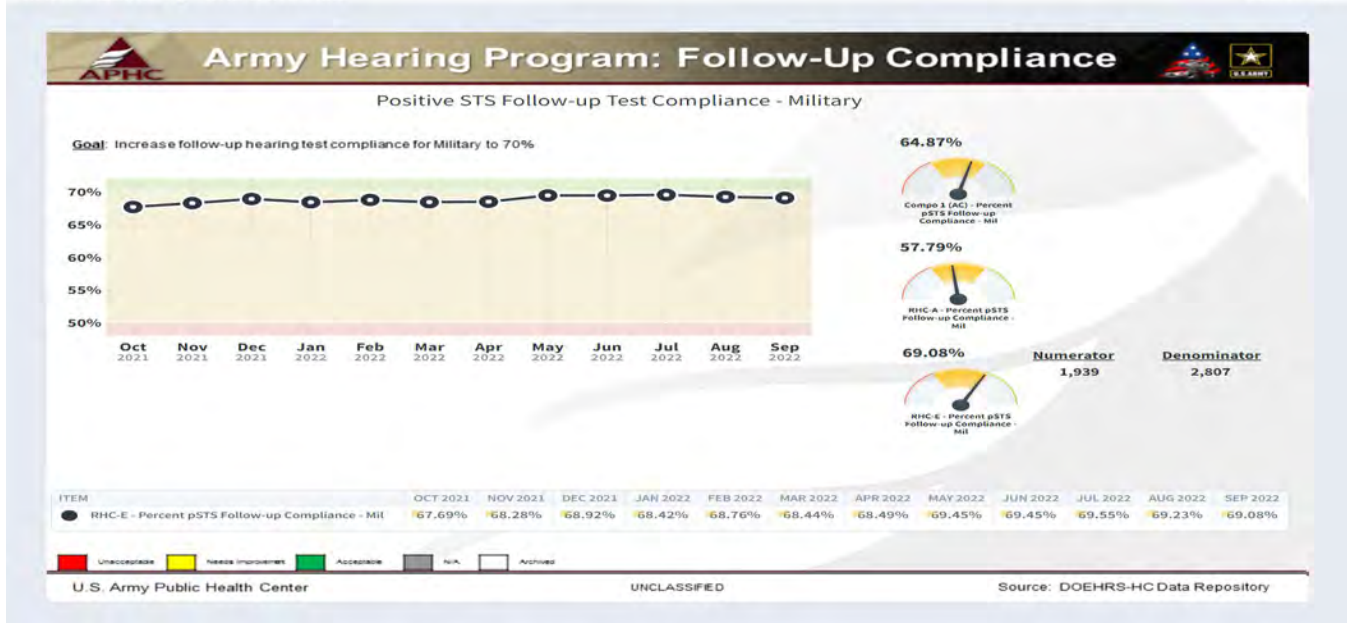 APHC
Army Hearing Program: Follow-Up Compliance
U.S.ARMY
Positive STS Follow-up Test Compliance - Military
Goal: Increase follow-up hearing test compliance for Military to 70%
70%
65%
60%
55%
50%
Oct Nov Dec Jan Feb Mar Apr May Jun Jul Aug Sep
2021 2021 2021 2022 2022 2022 2022 2022 2022 2022 2022 2022
64.87%
Compo 1 (AC) - Percent
pSTS Follow-up
Compliance - Mil
57.79%
RHC-A - Percent pSTS
Follow-up Compliance -
Mil
69.08%
RHC-E - Percent pSTS
Follow-up Compliance -
Mil
Numerator Denominator
1,939 2,807
ITEM OCT 2021 NOV 2021 DEC 2021 JAN 2022 FEB 2022 MAR 2022 APR 2022 MAY 2022 JUN 2022 JUL 2022 AUG 2022 SEP 2022
RHC-E - Percent pSTS Follow-up Compliance - Mil 67.69% 68.28% 68.92% 68.42% 68.76% 68.44% 68.49% 69.45% 69.45% 69.55% 69.23% 69.08%
Unacceptable Needs Improvement Acceptable N/A Archived
U.S. Army Public Health Center UNCLASSIFIED Source: DOEHRS-HC Data Repository